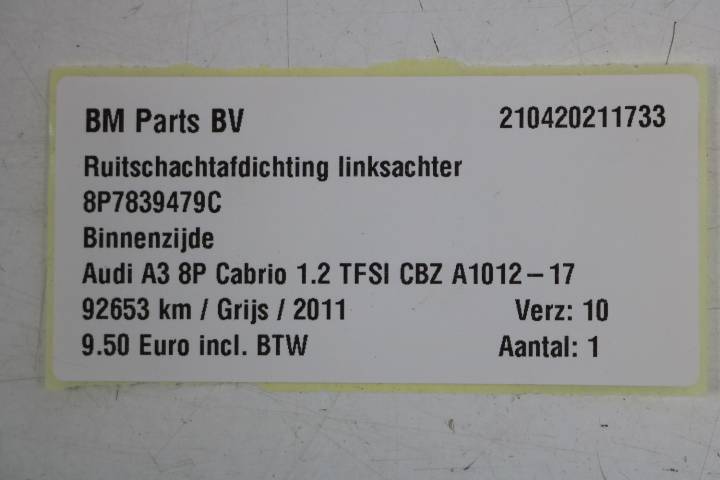 BM Parts BV 210420211733
Ruitschachtafdichting linksachter
8P7839479C
Binnenzijde
Audi A3 8P Cabrio 1.2 TFSI CBZ A1012 – 17
92653 km / Grijs / 2011 Verz: 10
9.50 Euro incl. BTW Aantal: 1